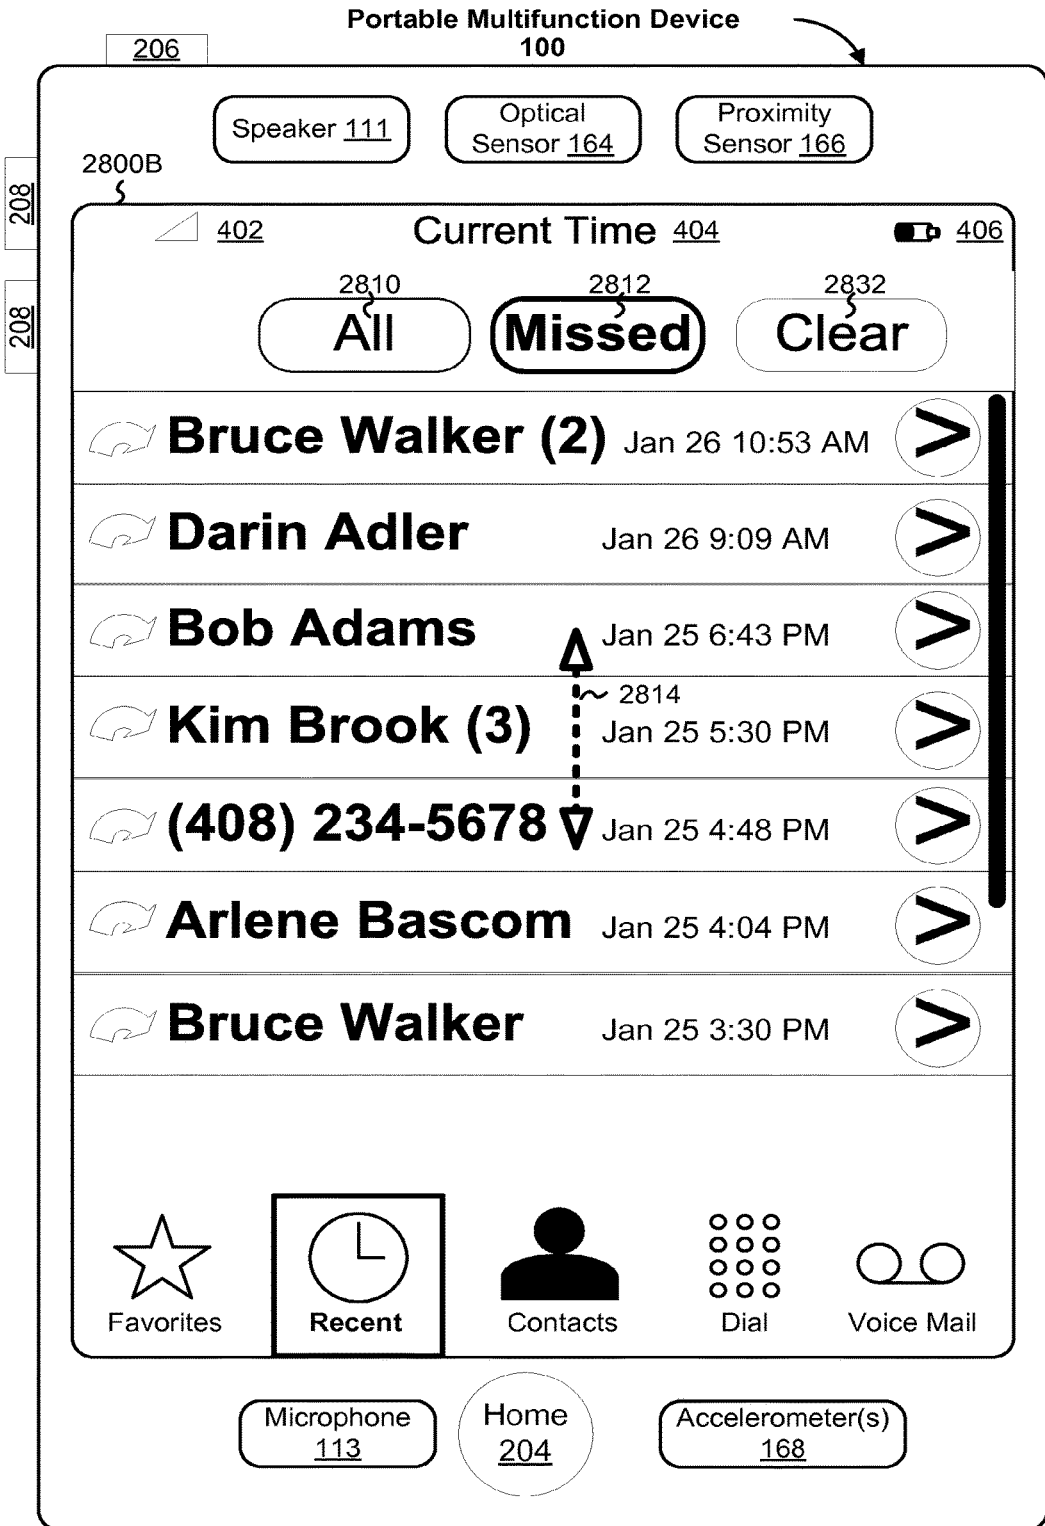 Portable Multifunction Device
100
206
Speaker 111
Optical
Sensor 164
Proximity
Sensor 166
2800B
208
208
402
Current Time 404
406
2810
2812
2832
All
Missed
Clear
Bruce Walker (2) Jan 26 10:53 AM >
Darin Adler Jan 26 9:09 AM >
Bob Adams Jan 25 6:43 PM >
2814
Kim Brook (3) Jan 25 5:30 PM >
(408) 234-5678 Jan 25 4:48 PM >
Arlene Bascom Jan 25 4:04 PM >
Bruce Walker Jan 25 3:30 PM >
Favorites
Recent
Contacts
Dial
Voice Mail
Microphone
113
Home
204
Accelerometer(s)
168